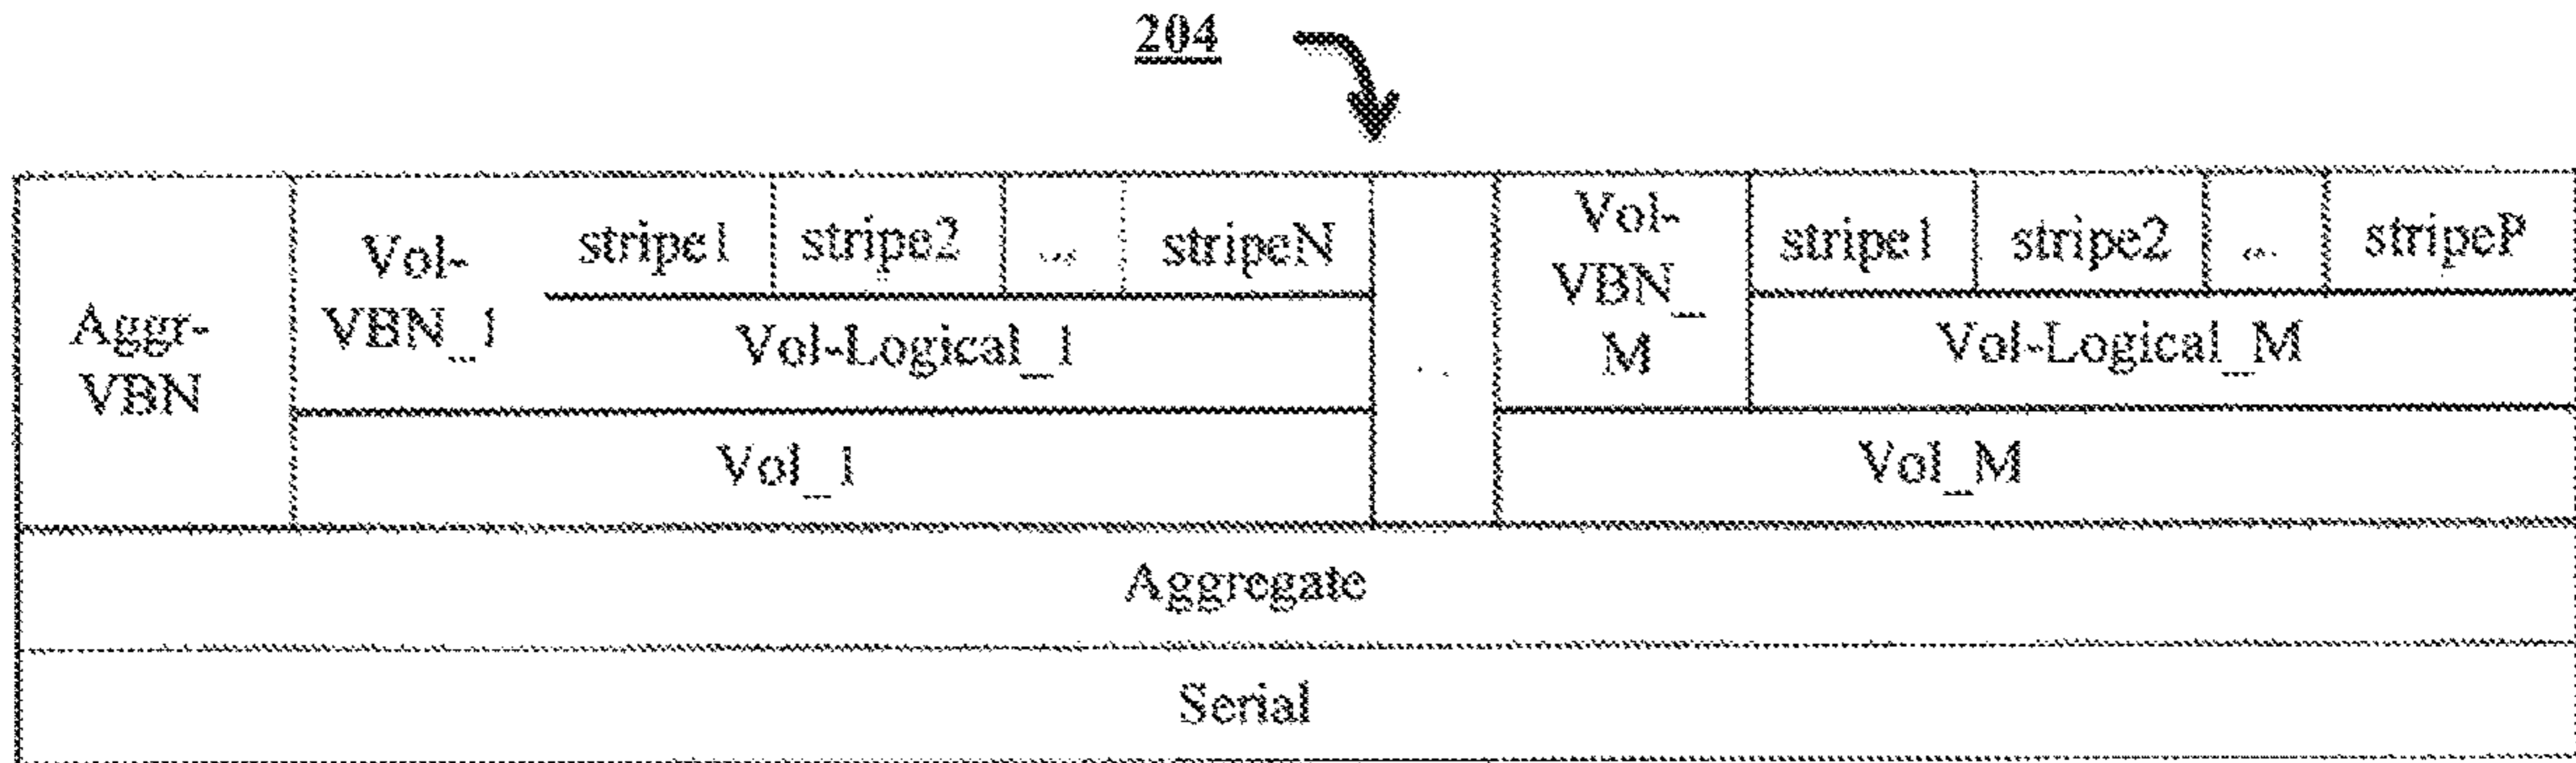 204
Aggr-
VBN
Vol-
VBN_1
stripe1
stripe2
...
stripeN
Vol-Logical_1
Vol_1
..
Vol-
VBN_
M
stripe1
stripe2
...
stripeP
Vol-Logical_M
Vol_M
Aggregate
Serial